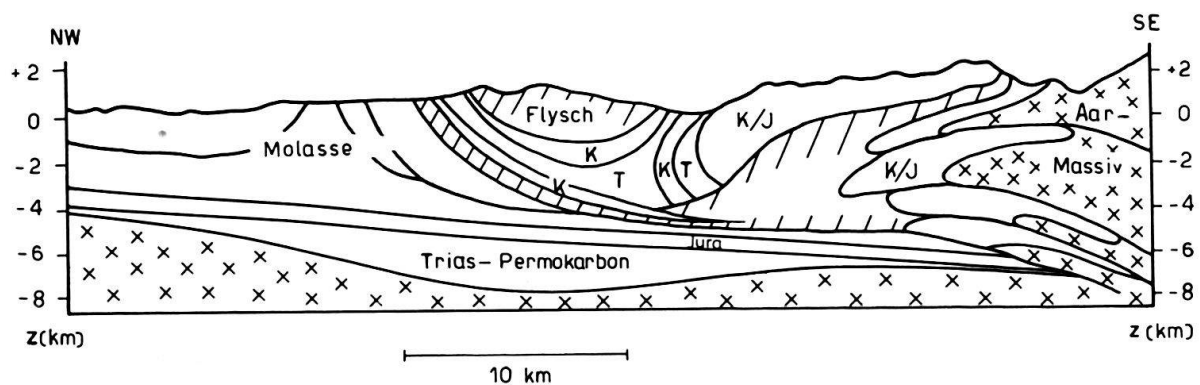 NW
SE
+2
0
-2
-4
-6
-8
z(km)
Molasse
Flysch
K
K
T
K
T
K/J
K/J
Aar-
Massiv
Jura
Trias-Permokarbon
+2
0
-2
-4
-6
-8
z(km)
10 km